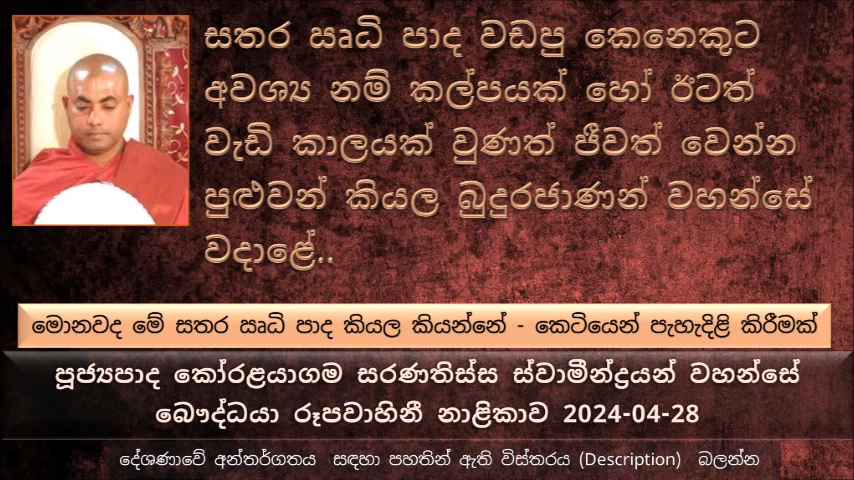 සතර සෘධි පාද වඩපු කෙනෙකුට
අවශ්‍ය නම් කල්පයක් හෝ ඊටත්
වැඩි කාලයක් වුණත් ජීවත් වෙන්න
පුළුවන් කියල බුදුරජාණන් වහන්සේ
වදාළේ..
මොනවද මේ සතර සෘධි පාද කියල කියන්නේ - කෙටියෙන් පැහැදිළි කිරීමක්
පූජ්‍යපාද කෝරළයාගම සරණතිස්ස ස්වාමීන්ද්‍රයන් වහන්සේ
බෞද්ධයා රූපවාහිනී නාළිකාව 2024-04-28
දේශණාවේ අන්තර්ගතය සඳහා පහතින් ඇති විස්තරය (Description) බලන්න